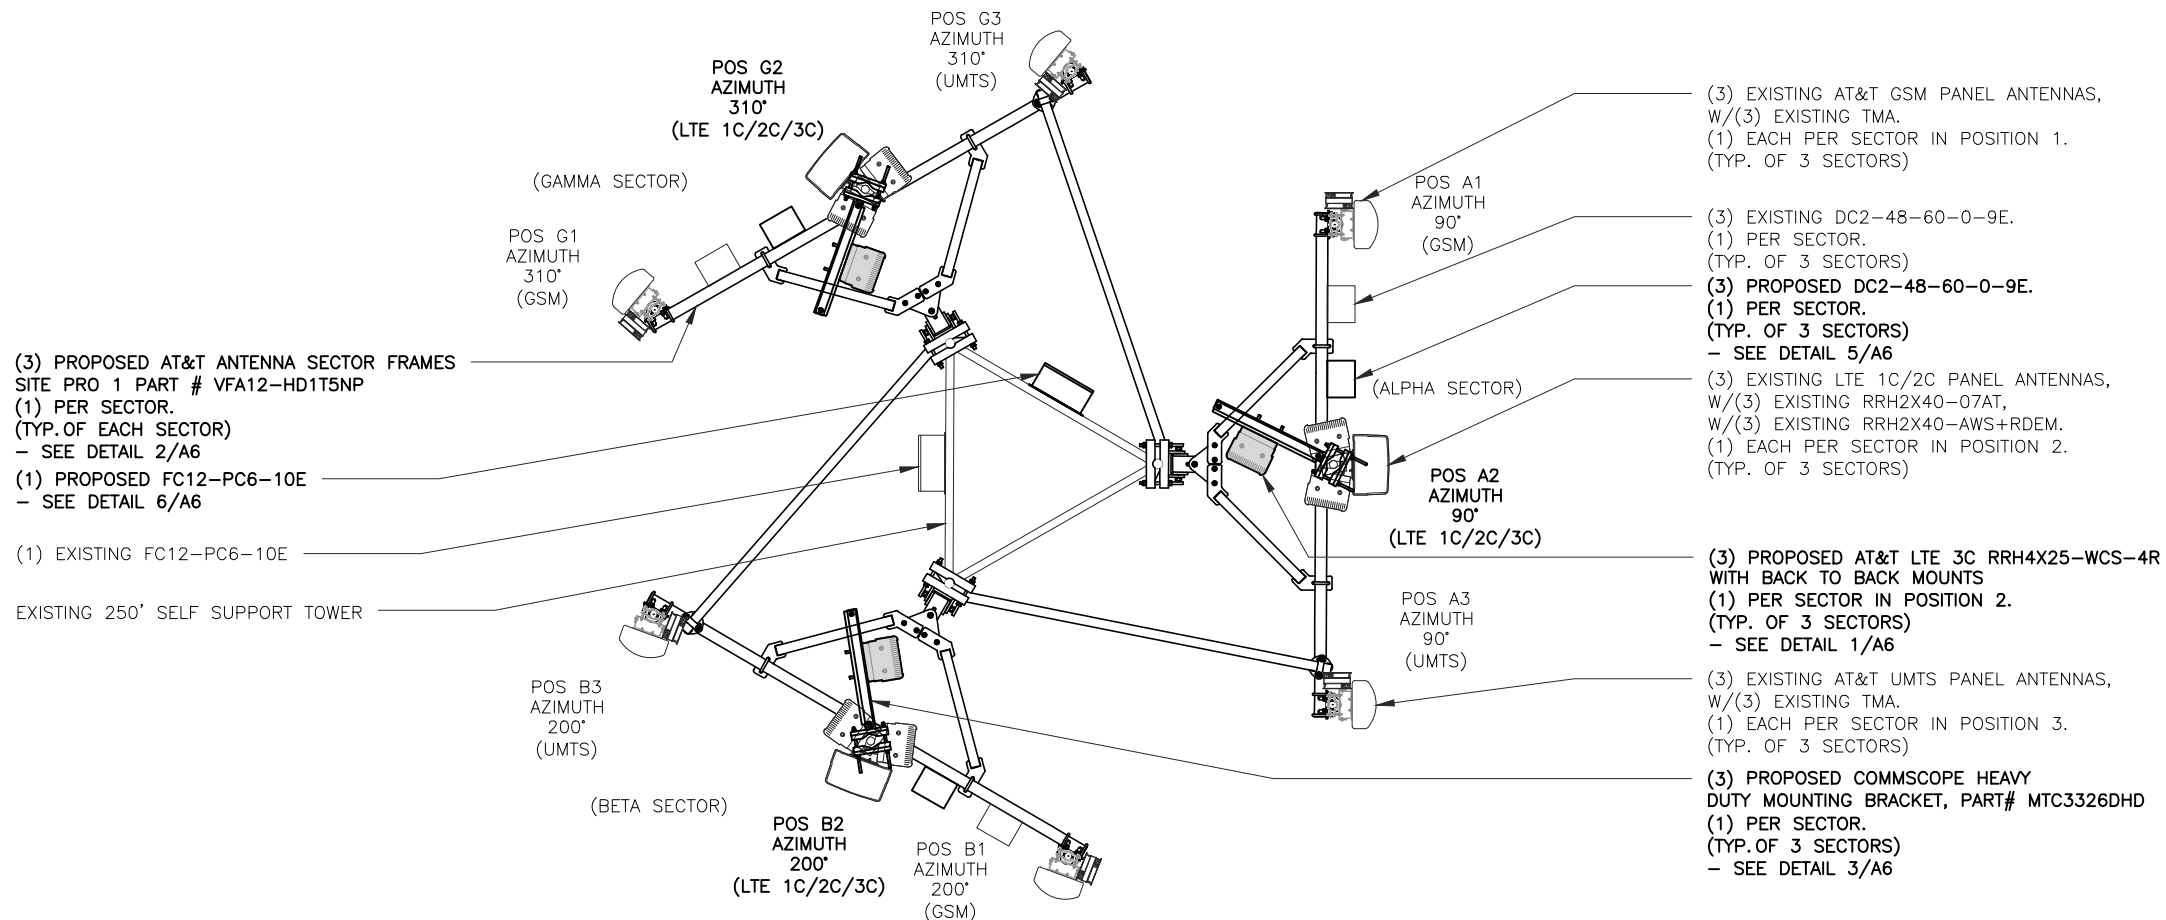 POS G3
AZIMUTH
310°
(UMTS)
POS G2
AZIMUTH
310°
(LTE 1C/2C/3C)
(GAMMA SECTOR)
POS G1
AZIMUTH
310°
(GSM)
(3) PROPOSED AT&T ANTENNA SECTOR FRAMES
SITE PRO 1 PART # VFA12-HD1T5NP
(1) PER SECTOR.
(TYP.OF EACH SECTOR)
- SEE DETAIL 2/A6
(1) PROPOSED FC12-PC6-10E
- SEE DETAIL 6/A6
(1) EXISTING FC12-PC6-10E
EXISTING 250' SELF SUPPORT TOWER
POS B3
AZIMUTH
200°
(UMTS)
(BETA SECTOR)
POS B2
AZIMUTH
200°
(LTE 1C/2C/3C)
POS B1
AZIMUTH
200°
(GSM)
POS A1
AZIMUTH
90°
(GSM)
(ALPHA SECTOR)
POS A2
AZIMUTH
90°
(LTE 1C/2C/3C)
POS A3
AZIMUTH
90°
(UMTS)
(3) EXISTING AT&T GSM PANEL ANTENNAS,
W/(3) EXISTING TMA.
(1) EACH PER SECTOR IN POSITION 1.
(TYP. OF 3 SECTORS)
(3) EXISTING DC2-48-60-0-9E.
(1) PER SECTOR.
(TYP. OF 3 SECTORS)
(3) PROPOSED DC2-48-60-0-9E.
(1) PER SECTOR.
(TYP. OF 3 SECTORS)
- SEE DETAIL 5/A6
(3) EXISTING LTE 1C/2C PANEL ANTENNAS,
W/(3) EXISTING RRH2X40-07AT,
W/(3) EXISTING RRH2X40-AWS+RDEM.
(1) EACH PER SECTOR IN POSITION 2.
(TYP. OF 3 SECTORS)
(3) PROPOSED AT&T LTE 3C RRH4X25-WCS-4R
WITH BACK TO BACK MOUNTS
(1) PER SECTOR IN POSITION 2.
(TYP. OF 3 SECTORS)
- SEE DETAIL 1/A6
(3) EXISTING AT&T UMTS PANEL ANTENNAS,
W/(3) EXISTING TMA.
(1) EACH PER SECTOR IN POSITION 3.
(TYP. OF 3 SECTORS)
(3) PROPOSED COMMSCOPE HEAVY
DUTY MOUNTING BRACKET, PART# MTC3326DHD
(1) PER SECTOR.
(TYP.OF 3 SECTORS)
- SEE DETAIL 3/A6